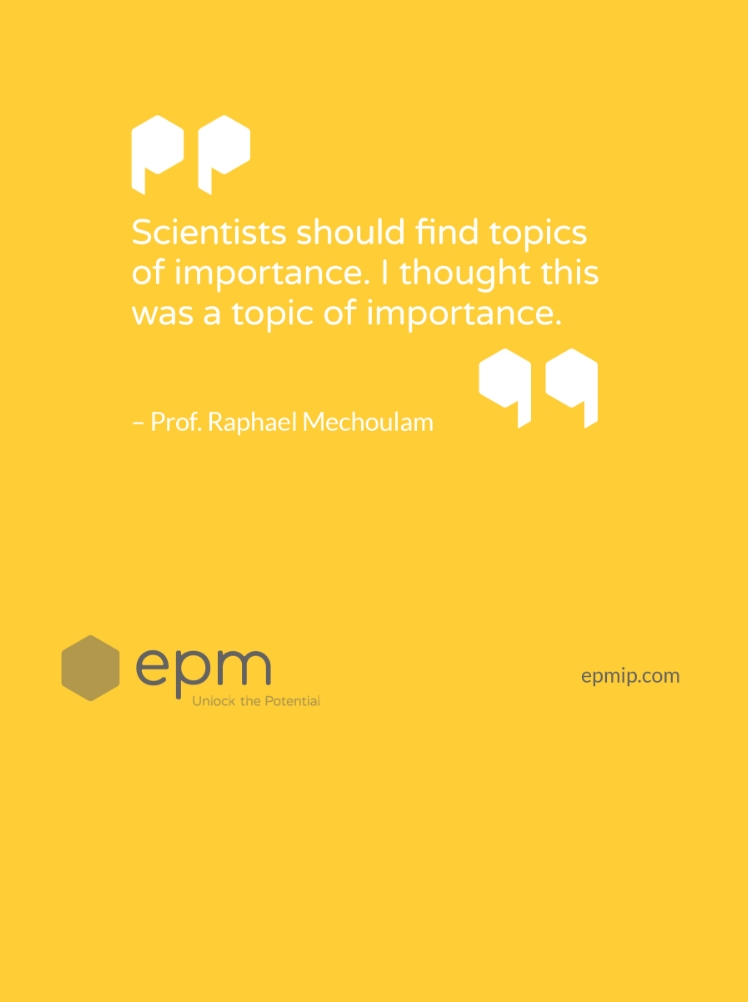 Scientists should find topics
of importance. I thought this
was a topic of importance.
– Prof. Raphael Mechoulam
epm
Unlock the Potential
epmip.com